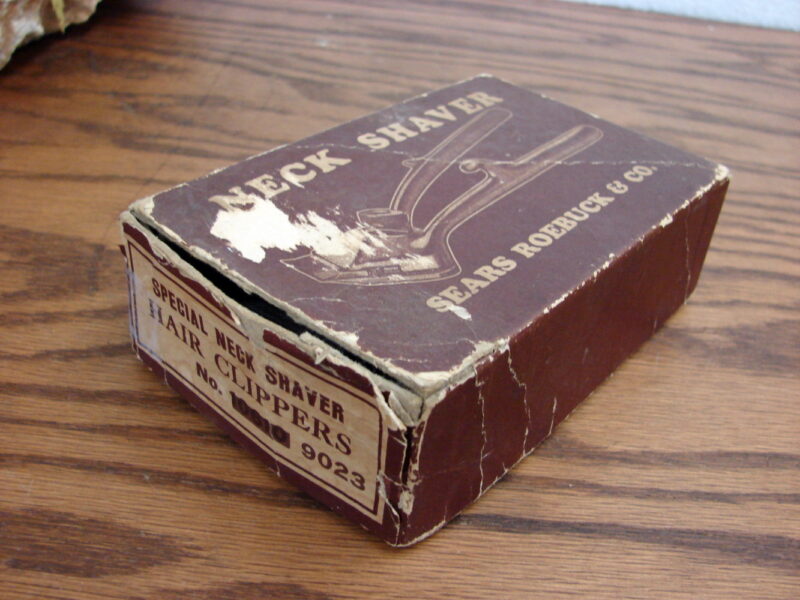 NECK SHAVER
SEARS ROEBUCK & CO.
SPECIAL NECK SHAVER
HAIR CLIPPERS
No. 9023